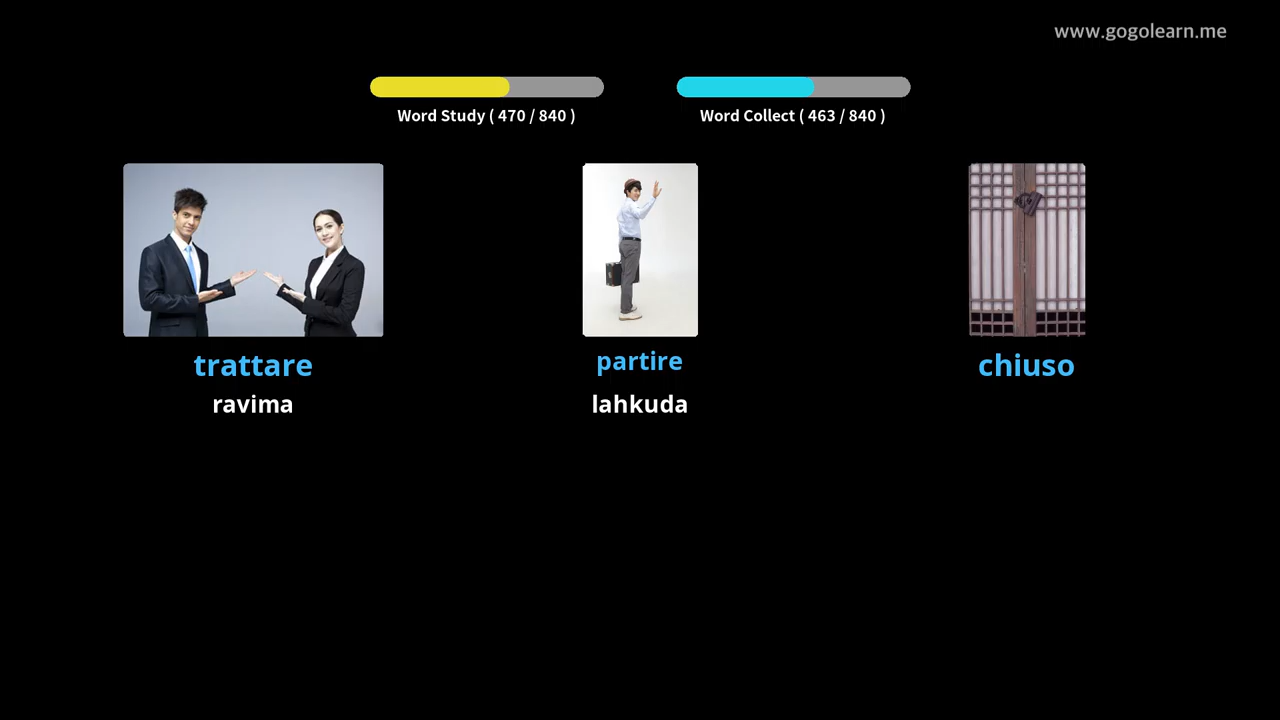 www.gogolearn.me
Word Study ( 470 / 840 )
Word Collect ( 463 / 840 )
trattare
ravima
partire
lahkuda
chiuso